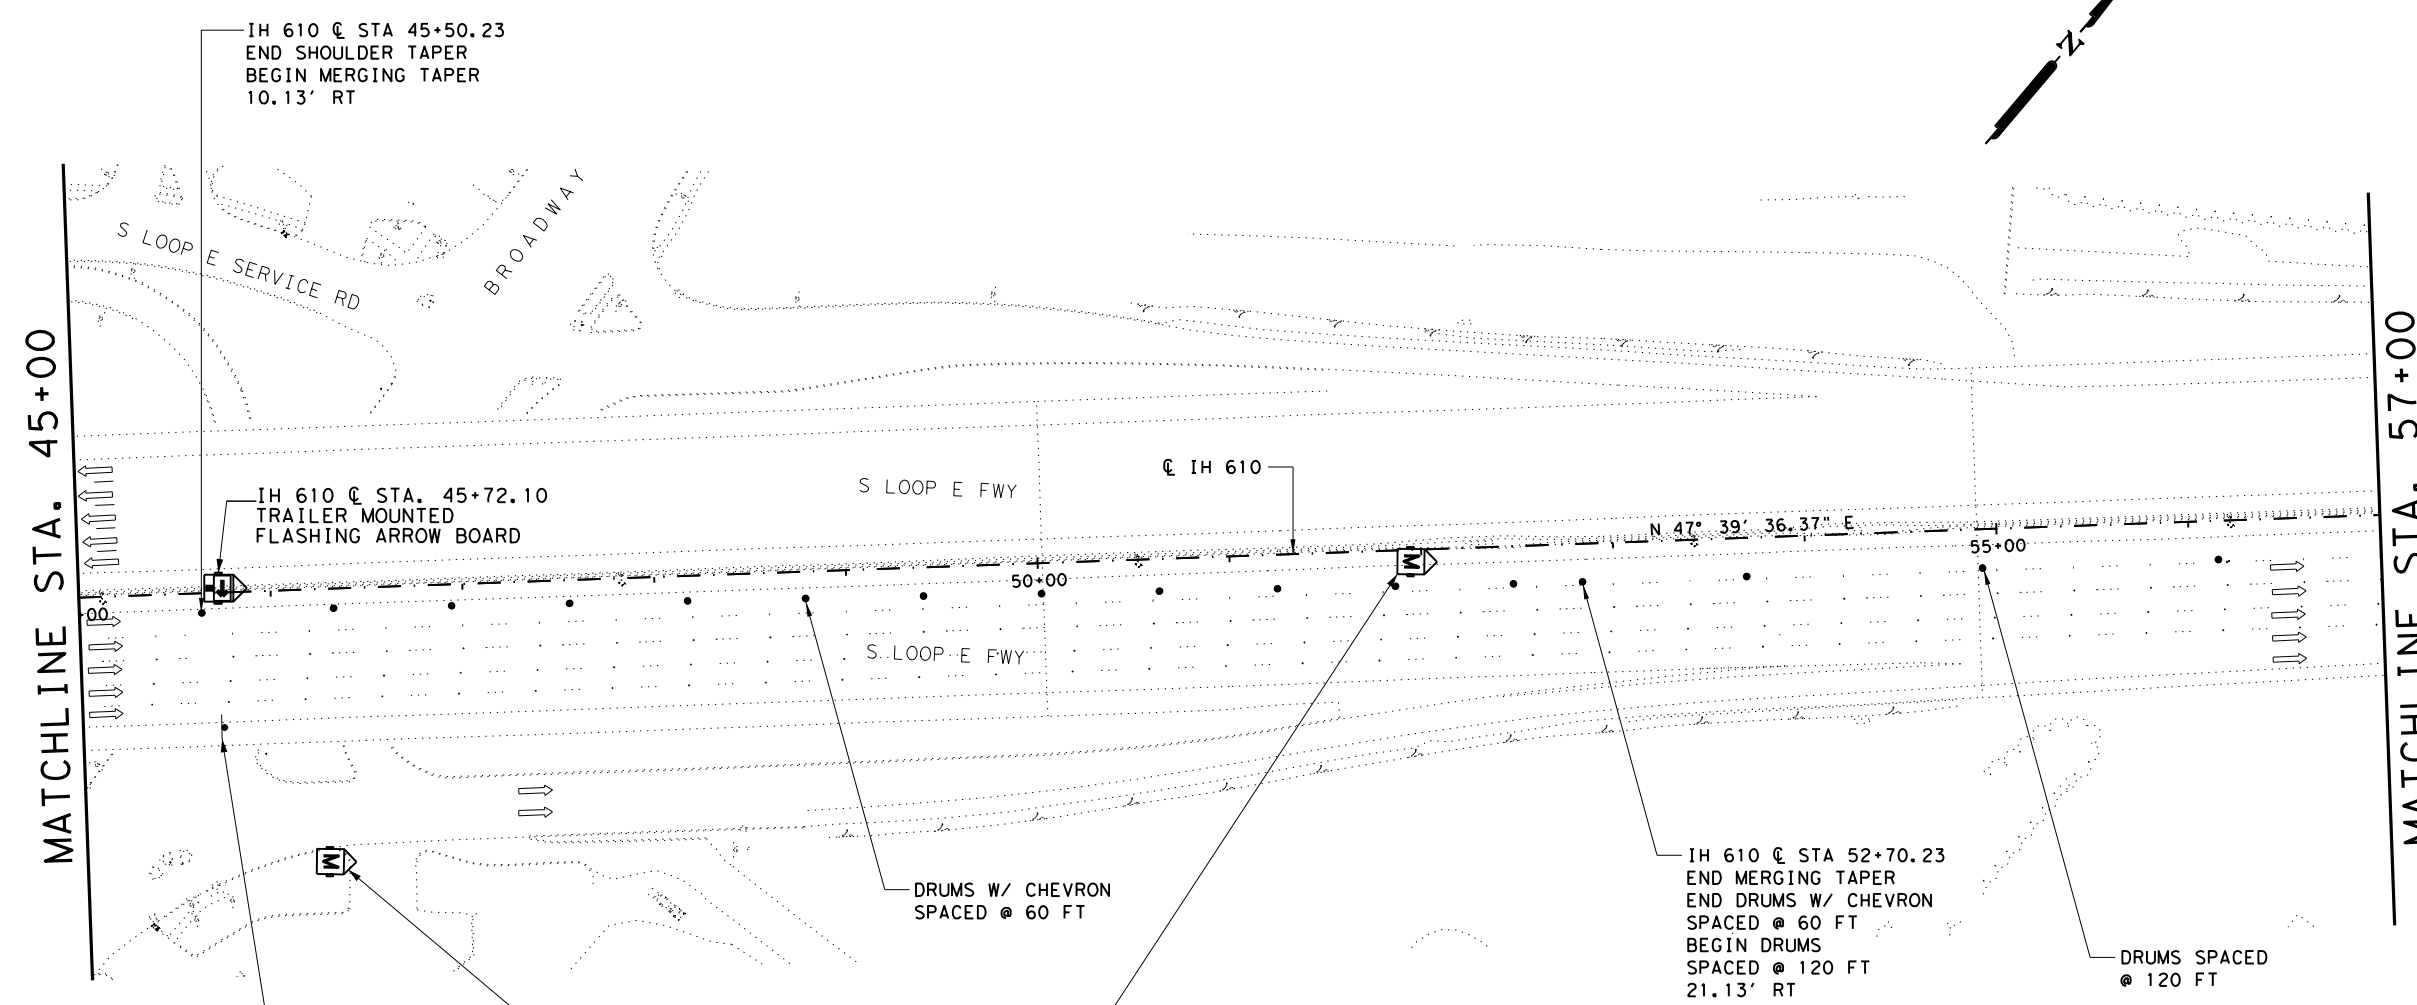 IH 610 ℄ STA 45+50.23
END SHOULDER TAPER
BEGIN MERGING TAPER
10.13' RT
N
S LOOP E SERVICE RD
BROADWAY
MATCHLINE STA. 45+00
MATCHLINE STA. 57+00
℄ IH 610
S LOOP E FWY
IH 610 ℄ STA. 45+72.10
TRAILER MOUNTED
FLASHING ARROW BOARD
N 47° 39' 36.37" E
55+00
50+00
00
M
S LOOP E FWY
M
DRUMS W/ CHEVRON
SPACED @ 60 FT
IH 610 ℄ STA 52+70.23
END MERGING TAPER
END DRUMS W/ CHEVRON
SPACED @ 60 FT
BEGIN DRUMS
SPACED @ 120 FT
21.13' RT
DRUMS SPACED
@ 120 FT